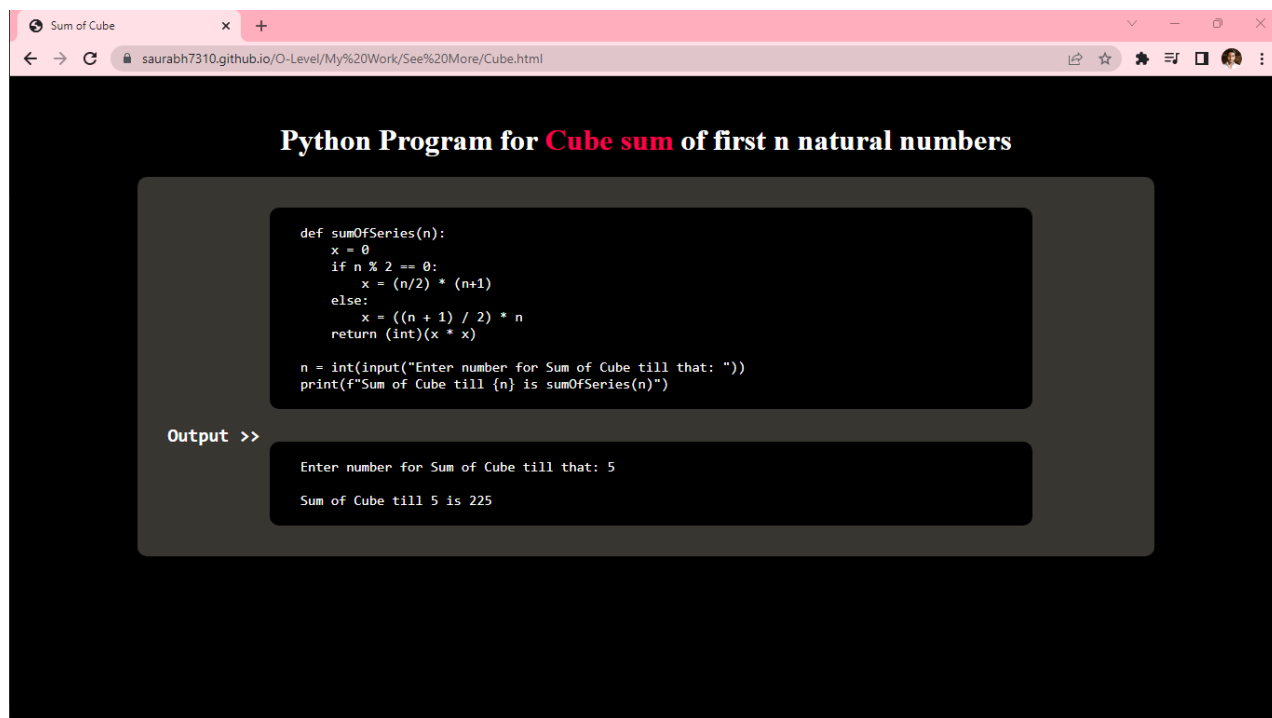 Sum of Cube
saurabh7310.github.io/O-Level/My%20Work/See%20More/Cube.html
Python Program for Cube sum of first n natural numbers
def sumOfSeries(n):
    x = 0
    if n % 2 == 0:
        x = (n/2) * (n+1)
    else:
        x = ((n + 1) / 2) * n
    return (int)(x * x)
n = int(input("Enter number for Sum of Cube till that: "))
print(f"Sum of Cube till {n} is sumOfSeries(n)")
Output >>
Enter number for Sum of Cube till that: 5
Sum of Cube till 5 is 225